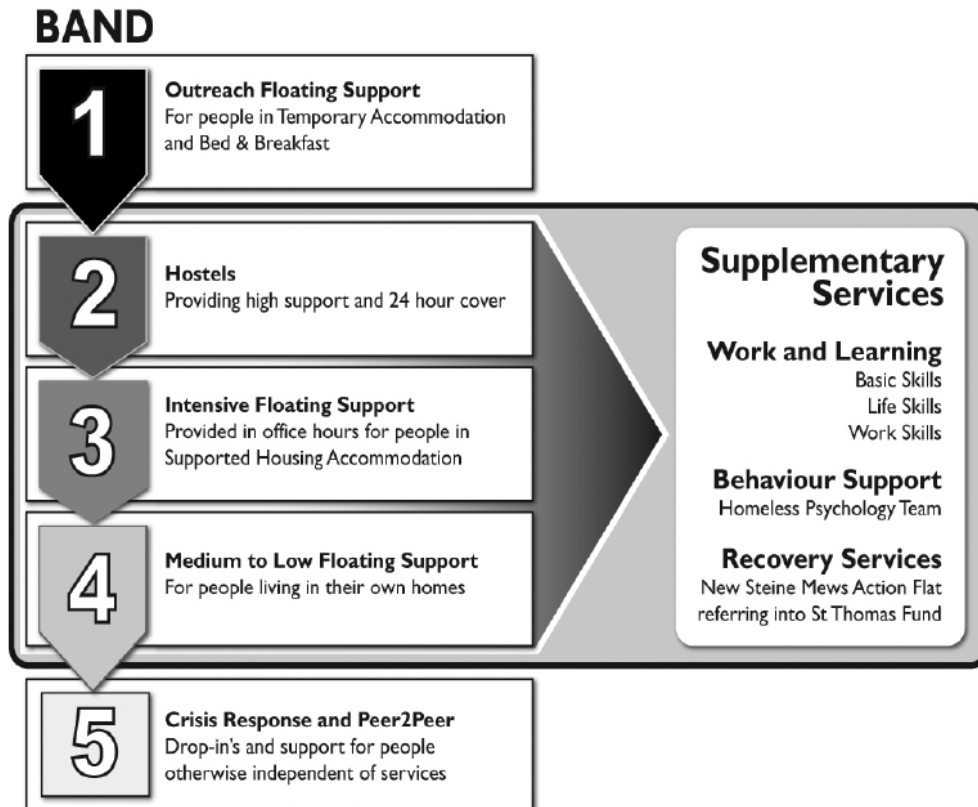 BAND
1
Outreach Floating Support
For people in Temporary Accommodation
and Bed & Breakfast
2
Hostels
Providing high support and 24 hour cover
3
Intensive Floating Support
Provided in office hours for people in
Supported Housing Accommodation
4
Medium to Low Floating Support
For people living in their own homes
5
Crisis Response and Peer2Peer
Drop-in's and support for people
otherwise independent of services
Supplementary
Services
Work and Learning
Basic Skills
Life Skills
Work Skills
Behaviour Support
Homeless Psychology Team
Recovery Services
New Steine Mews Action Flat
referring into St Thomas Fund